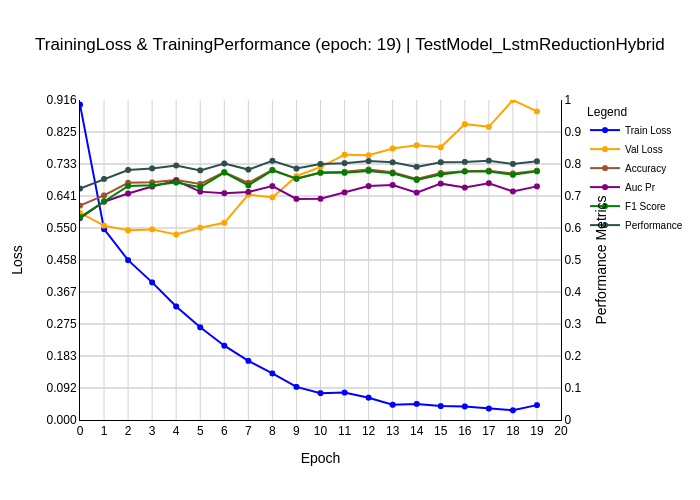 TrainingLoss & TrainingPerformance (epoch: 19) | TestModel_LstmReductionHybrid
0.916
0.825
0.733
0.641
0.550
0.458
0.367
0.275
0.183
0.092
0.000
Loss
0 1 2 3 4 5 6 7 8 9 10 11 12 13 14 15 16 17 18 19 20
Epoch
1
0.9
0.8
0.7
0.6
0.5
0.4
0.3
0.2
0.1
0
Performance Metrics
Legend
Train Loss
Val Loss
Accuracy
Auc Pr
F1 Score
Performance